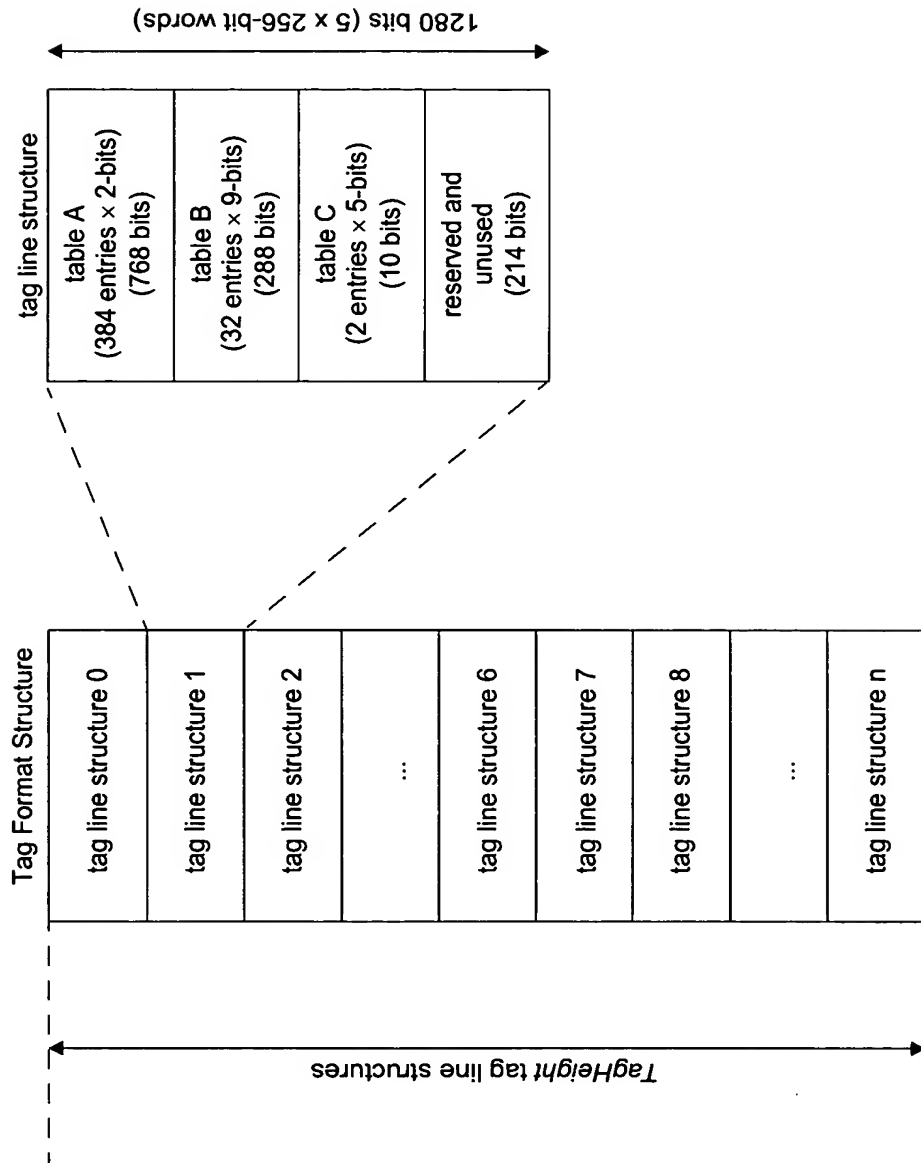 Tag Format Structure
tag line structure 0
tag line structure 1
tag line structure 2
...
tag line structure 6
tag line structure 7
tag line structure 8
...
tag line structure n
TagHeight tag line structures
tag line structure
table A
(384 entries × 2-bits)
(768 bits)
table B
(32 entries × 9-bits)
(288 bits)
table C
(2 entries × 5-bits)
(10 bits)
reserved and
unused
(214 bits)
1280 bits (5 x 256-bit words)